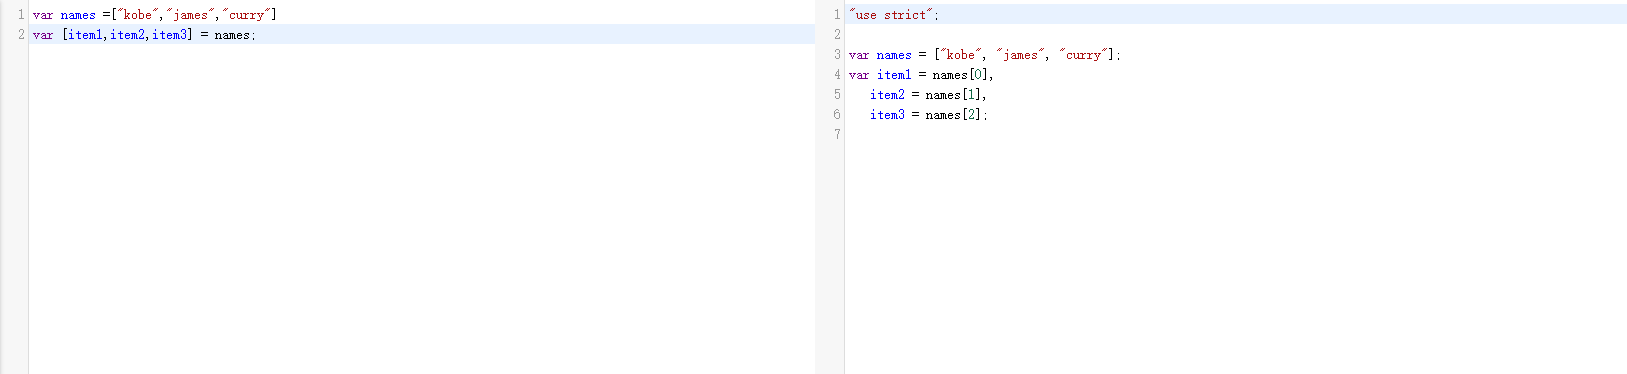 1 var names =["kobe","james","curry"]
2 var [item1,item2,item3] = names;
1 "use strict";
2
3 var names = ["kobe", "james", "curry"];
4 var item1 = names[0],
5 item2 = names[1],
6 item3 = names[2];
7